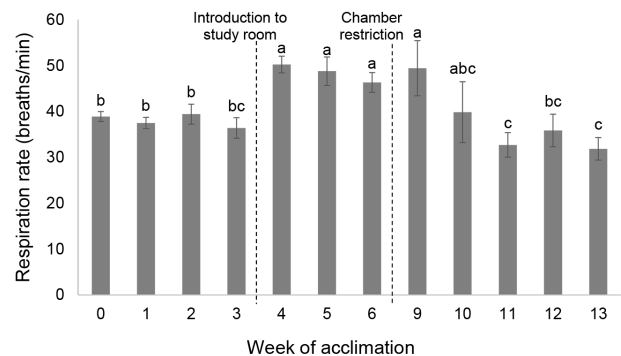 Introduction to
study room
Chamber
restriction
Respiration rate (breaths/min)
60
50
40
30
20
10
0
b b b bc a a a a abc c bc c
0 1 2 3 4 5 6 9 10 11 12 13
Week of acclimation